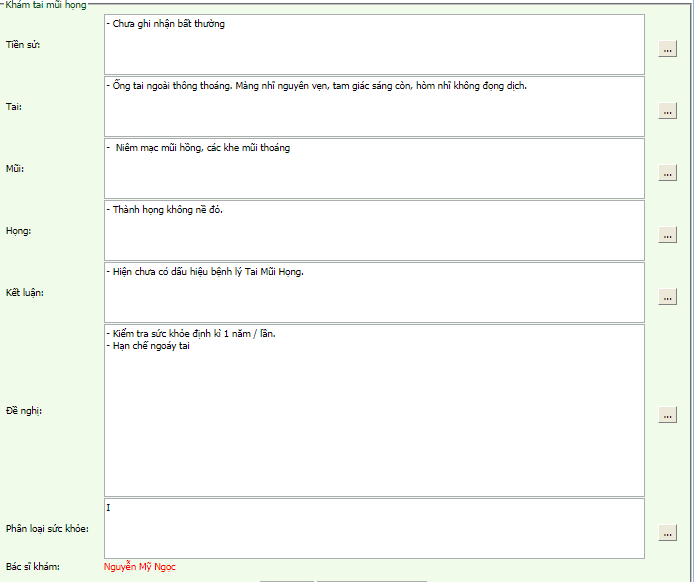 Khám tai mũi họng
Tiền sử:
- Chưa ghi nhận bất thường
...
Tai:
- Ống tai ngoài thông thoáng. Màng nhĩ nguyên vẹn, tam giác sáng còn, hòm nhĩ không đọng dịch.
...
Mũi:
- Niêm mạc mũi hồng, các khe mũi thoáng
...
Họng:
- Thành họng không nề đỏ.
...
Kết luận:
- Hiện chưa có dấu hiệu bệnh lý Tai Mũi Họng.
...
Đề nghị:
- Kiểm tra sức khỏe định kì 1 năm / lần.
- Hạn chế ngoáy tai
...
Phân loại sức khỏe:
I
...
Bác sĩ khám:
Nguyễn Mỹ Ngọc